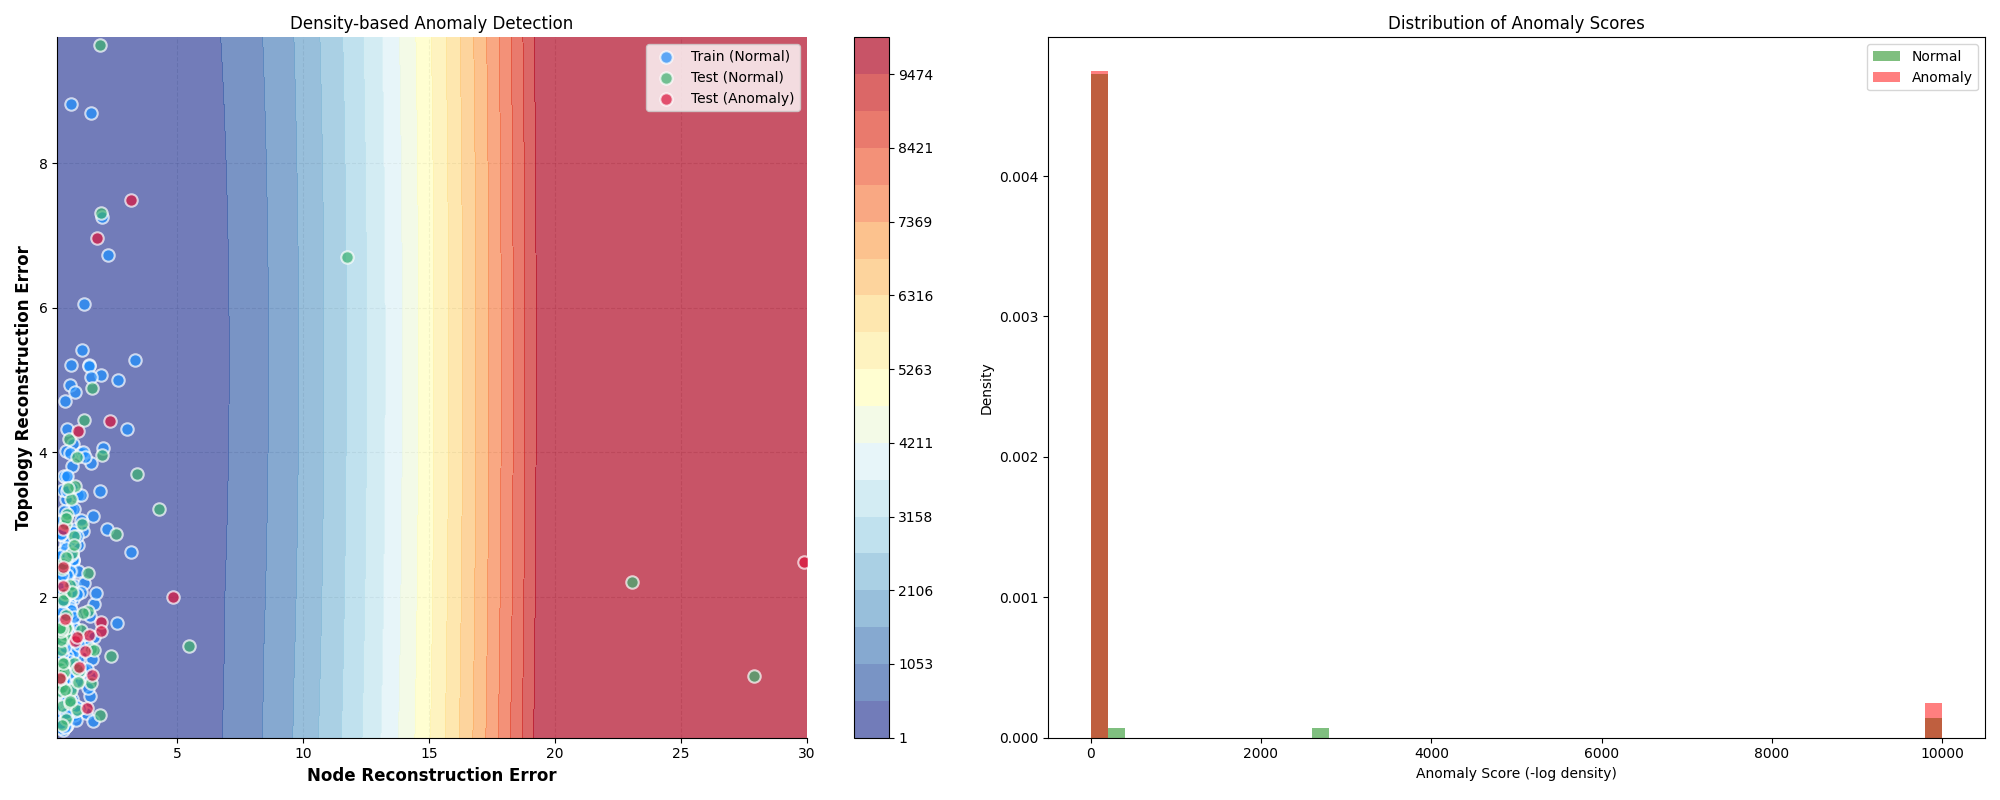 Density-based Anomaly Detection
Train (Normal)
Test (Normal)
Test (Anomaly)
Topology Reconstruction Error
8
6
4
2
5
10
15
20
25
30
Node Reconstruction Error
9474
8421
7369
6316
5263
4211
3158
2106
1053
1
Distribution of Anomaly Scores
Normal
Anomaly
Density
0.004
0.003
0.002
0.001
0.000
0
2000
4000
6000
8000
10000
Anomaly Score (-log density)